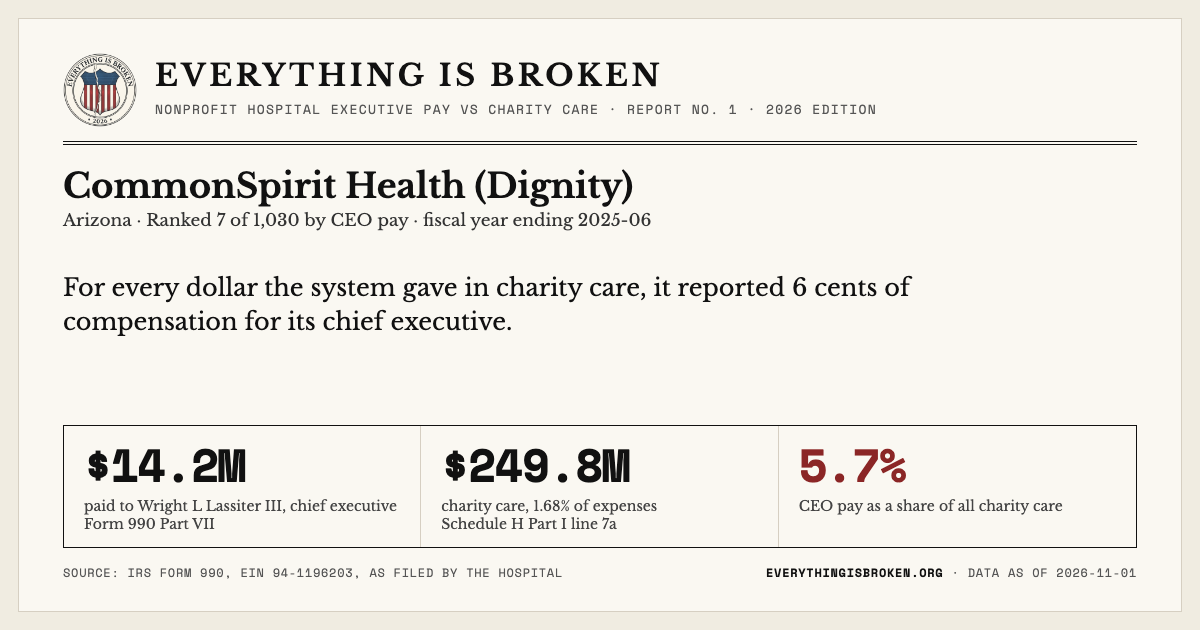 EVERYTHING IS BROKEN
· 2026 ·
EVERYTHING IS BROKEN
NONPROFIT HOSPITAL EXECUTIVE PAY VS CHARITY CARE · REPORT NO. 1 · 2026 EDITION
CommonSpirit Health (Dignity)
Arizona · Ranked 7 of 1,030 by CEO pay · fiscal year ending 2025-06
For every dollar the system gave in charity care, it reported 6 cents of
compensation for its chief executive.
$14.2M
paid to Wright L Lassiter III, chief executive
Form 990 Part VII
$249.8M
charity care, 1.68% of expenses
Schedule H Part I line 7a
5.7%
CEO pay as a share of all charity care
SOURCE: IRS FORM 990, EIN 94-1196203, AS FILED BY THE HOSPITAL
EVERYTHINGISBROKEN.ORG · DATA AS OF 2026-11-01